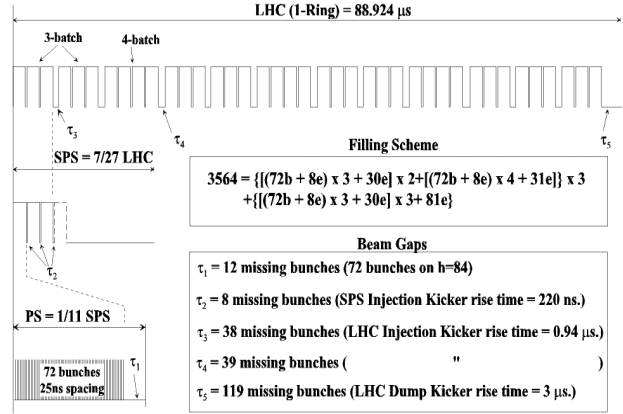 LHC (1-Ring) = 88.924 μs
3-batch
4-batch
τ3
τ4
τ5
SPS = 7/27 LHC
Filling Scheme
3564 = {[(72b + 8e) x 3 + 30e] x 2+[(72b + 8e) x 4 + 31e]} x 3
+{[(72b + 8e) x 3 + 30e] x 3+ 81e}
τ2
Beam Gaps
τ1 = 12 missing bunches (72 bunches on h=84)
τ2 = 8 missing bunches (SPS Injection Kicker rise time = 220 ns.)
τ3 = 38 missing bunches (LHC Injection Kicker rise time = 0.94 μs.)
τ4 = 39 missing bunches ( " )
τ5 = 119 missing bunches (LHC Dump Kicker rise time = 3 μs.)
PS = 1/11 SPS
72 bunches
25ns spacing
τ1